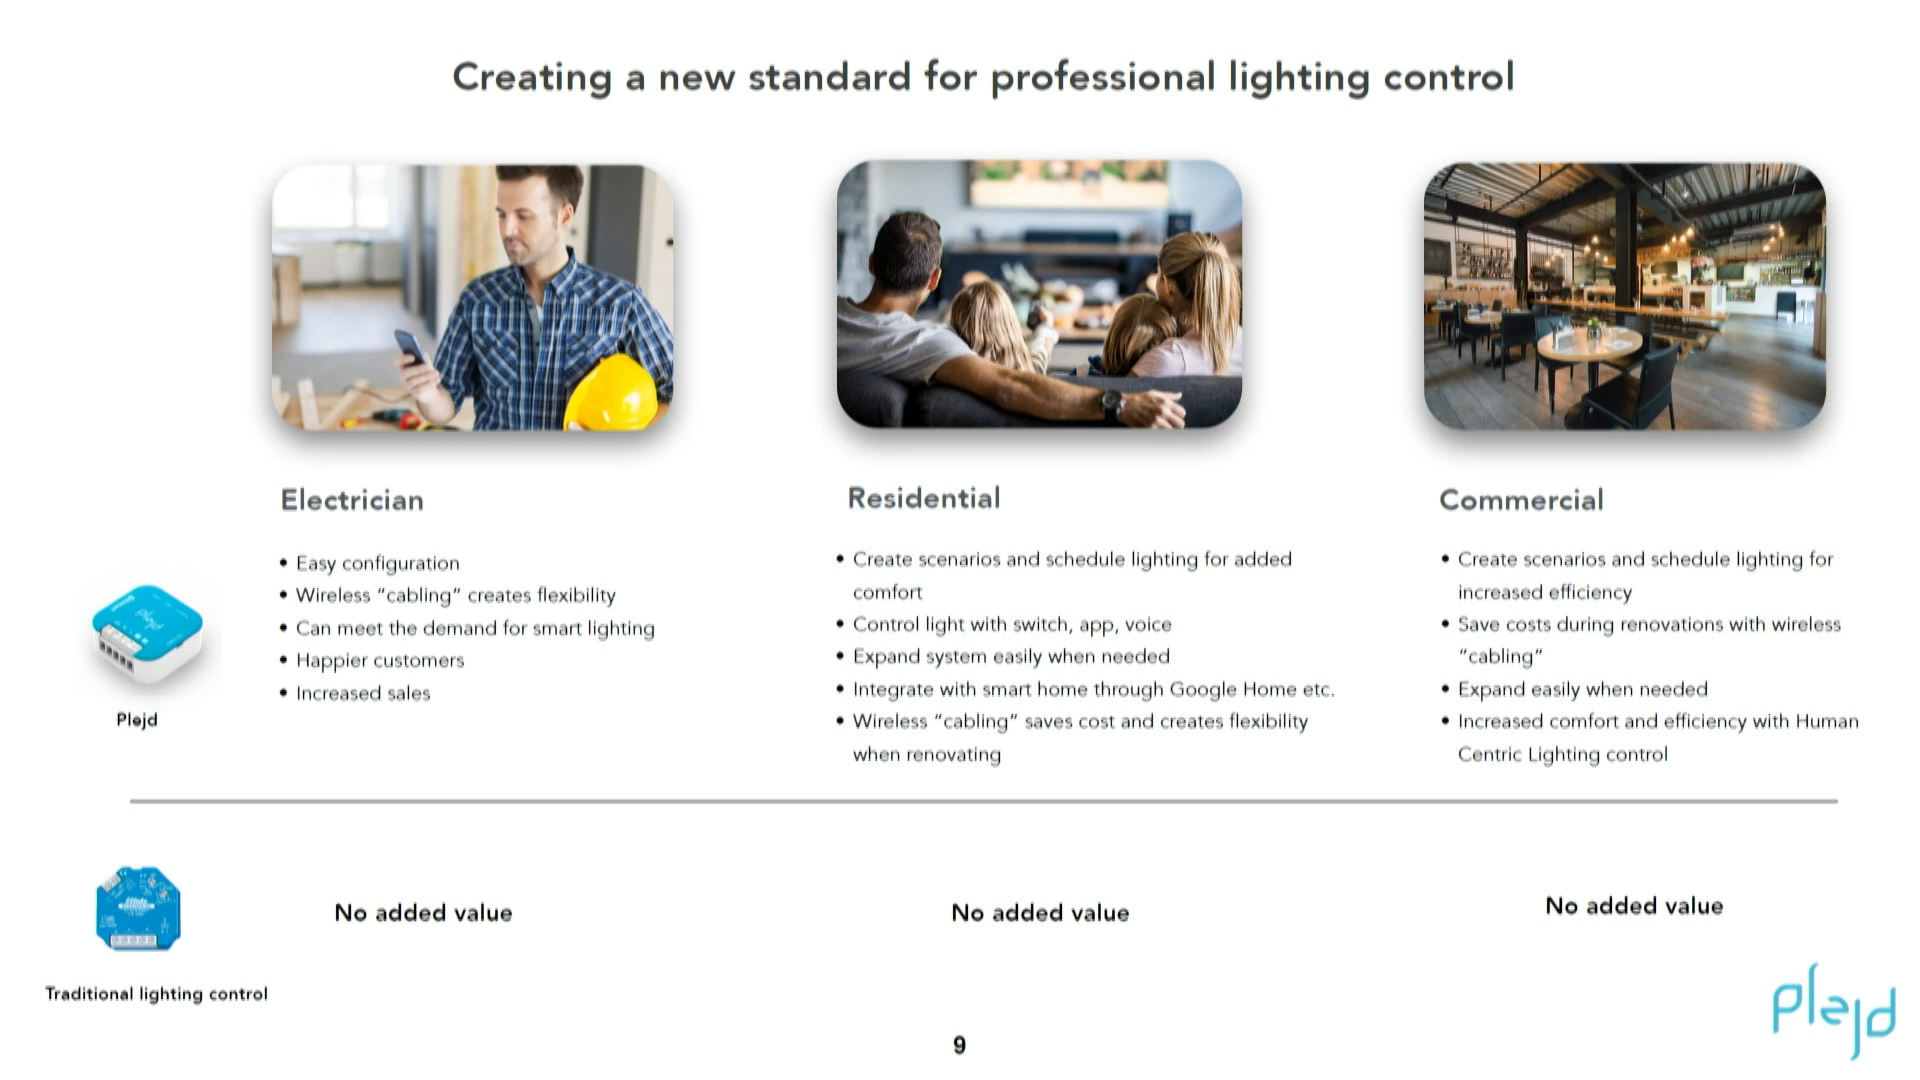 Creating a new standard for professional lighting control
Electrician
• Easy configuration
• Wireless “cabling” creates flexibility
• Can meet the demand for smart lighting
• Happier customers
• Increased sales
Residential
• Create scenarios and schedule lighting for added
comfort
• Control light with switch, app, voice
• Expand system easily when needed
• Integrate with smart home through Google Home etc.
• Wireless “cabling” saves cost and creates flexibility
when renovating
Commercial
• Create scenarios and schedule lighting for
increased efficiency
• Save costs during renovations with wireless
“cabling”
• Expand easily when needed
• Increased comfort and efficiency with Human
Centric Lighting control
plejd
Plejd
No added value
No added value
No added value
Traditional lighting control
plejd
9